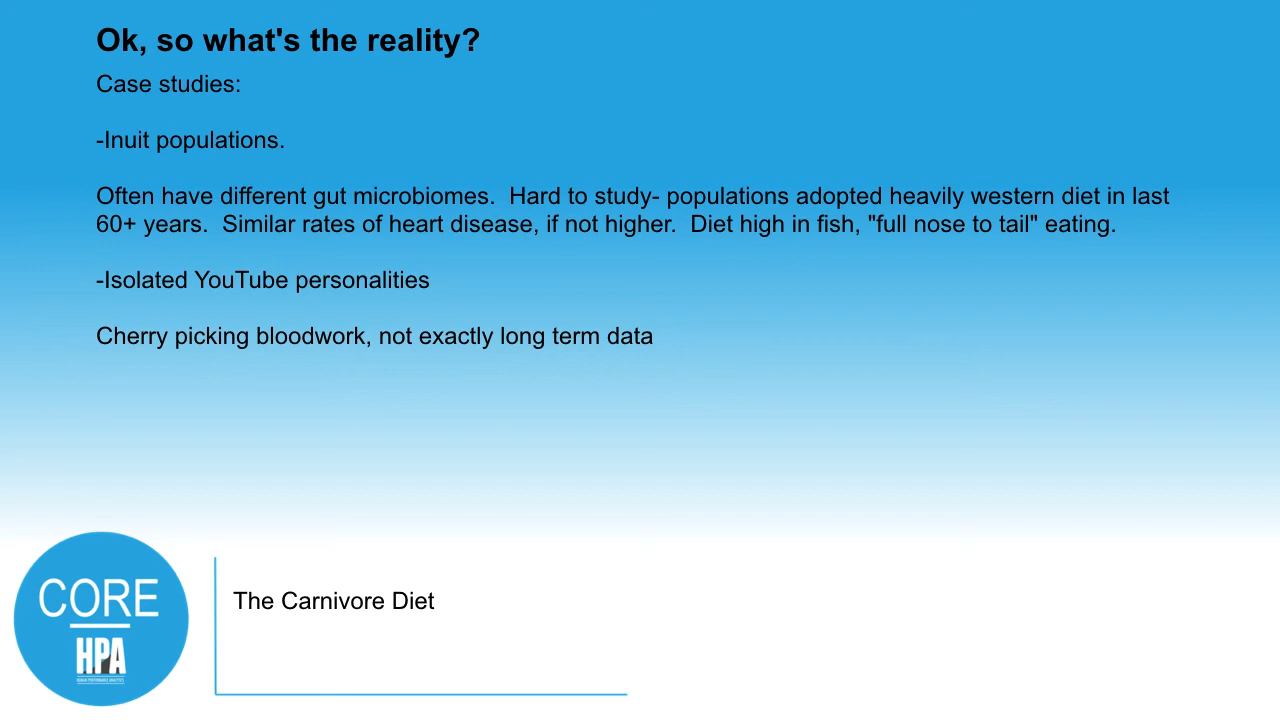 Ok, so what's the reality?
Case studies:
-Inuit populations.
Often have different gut microbiomes.  Hard to study- populations adopted heavily western diet in last
60+ years.  Similar rates of heart disease, if not higher.  Diet high in fish, "full nose to tail" eating.
-Isolated YouTube personalities
Cherry picking bloodwork, not exactly long term data
CORE
HPA
HUMAN PERFORMANCE ANALYTICS
The Carnivore Diet